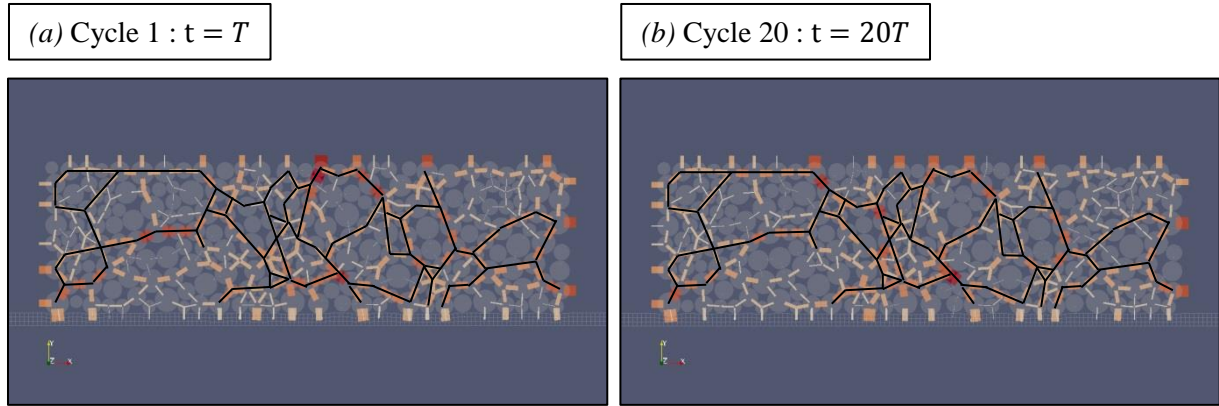 (a) Cycle 1 : t = T
(b) Cycle 20 : t = 20T
Y
Z X
Y
Z X